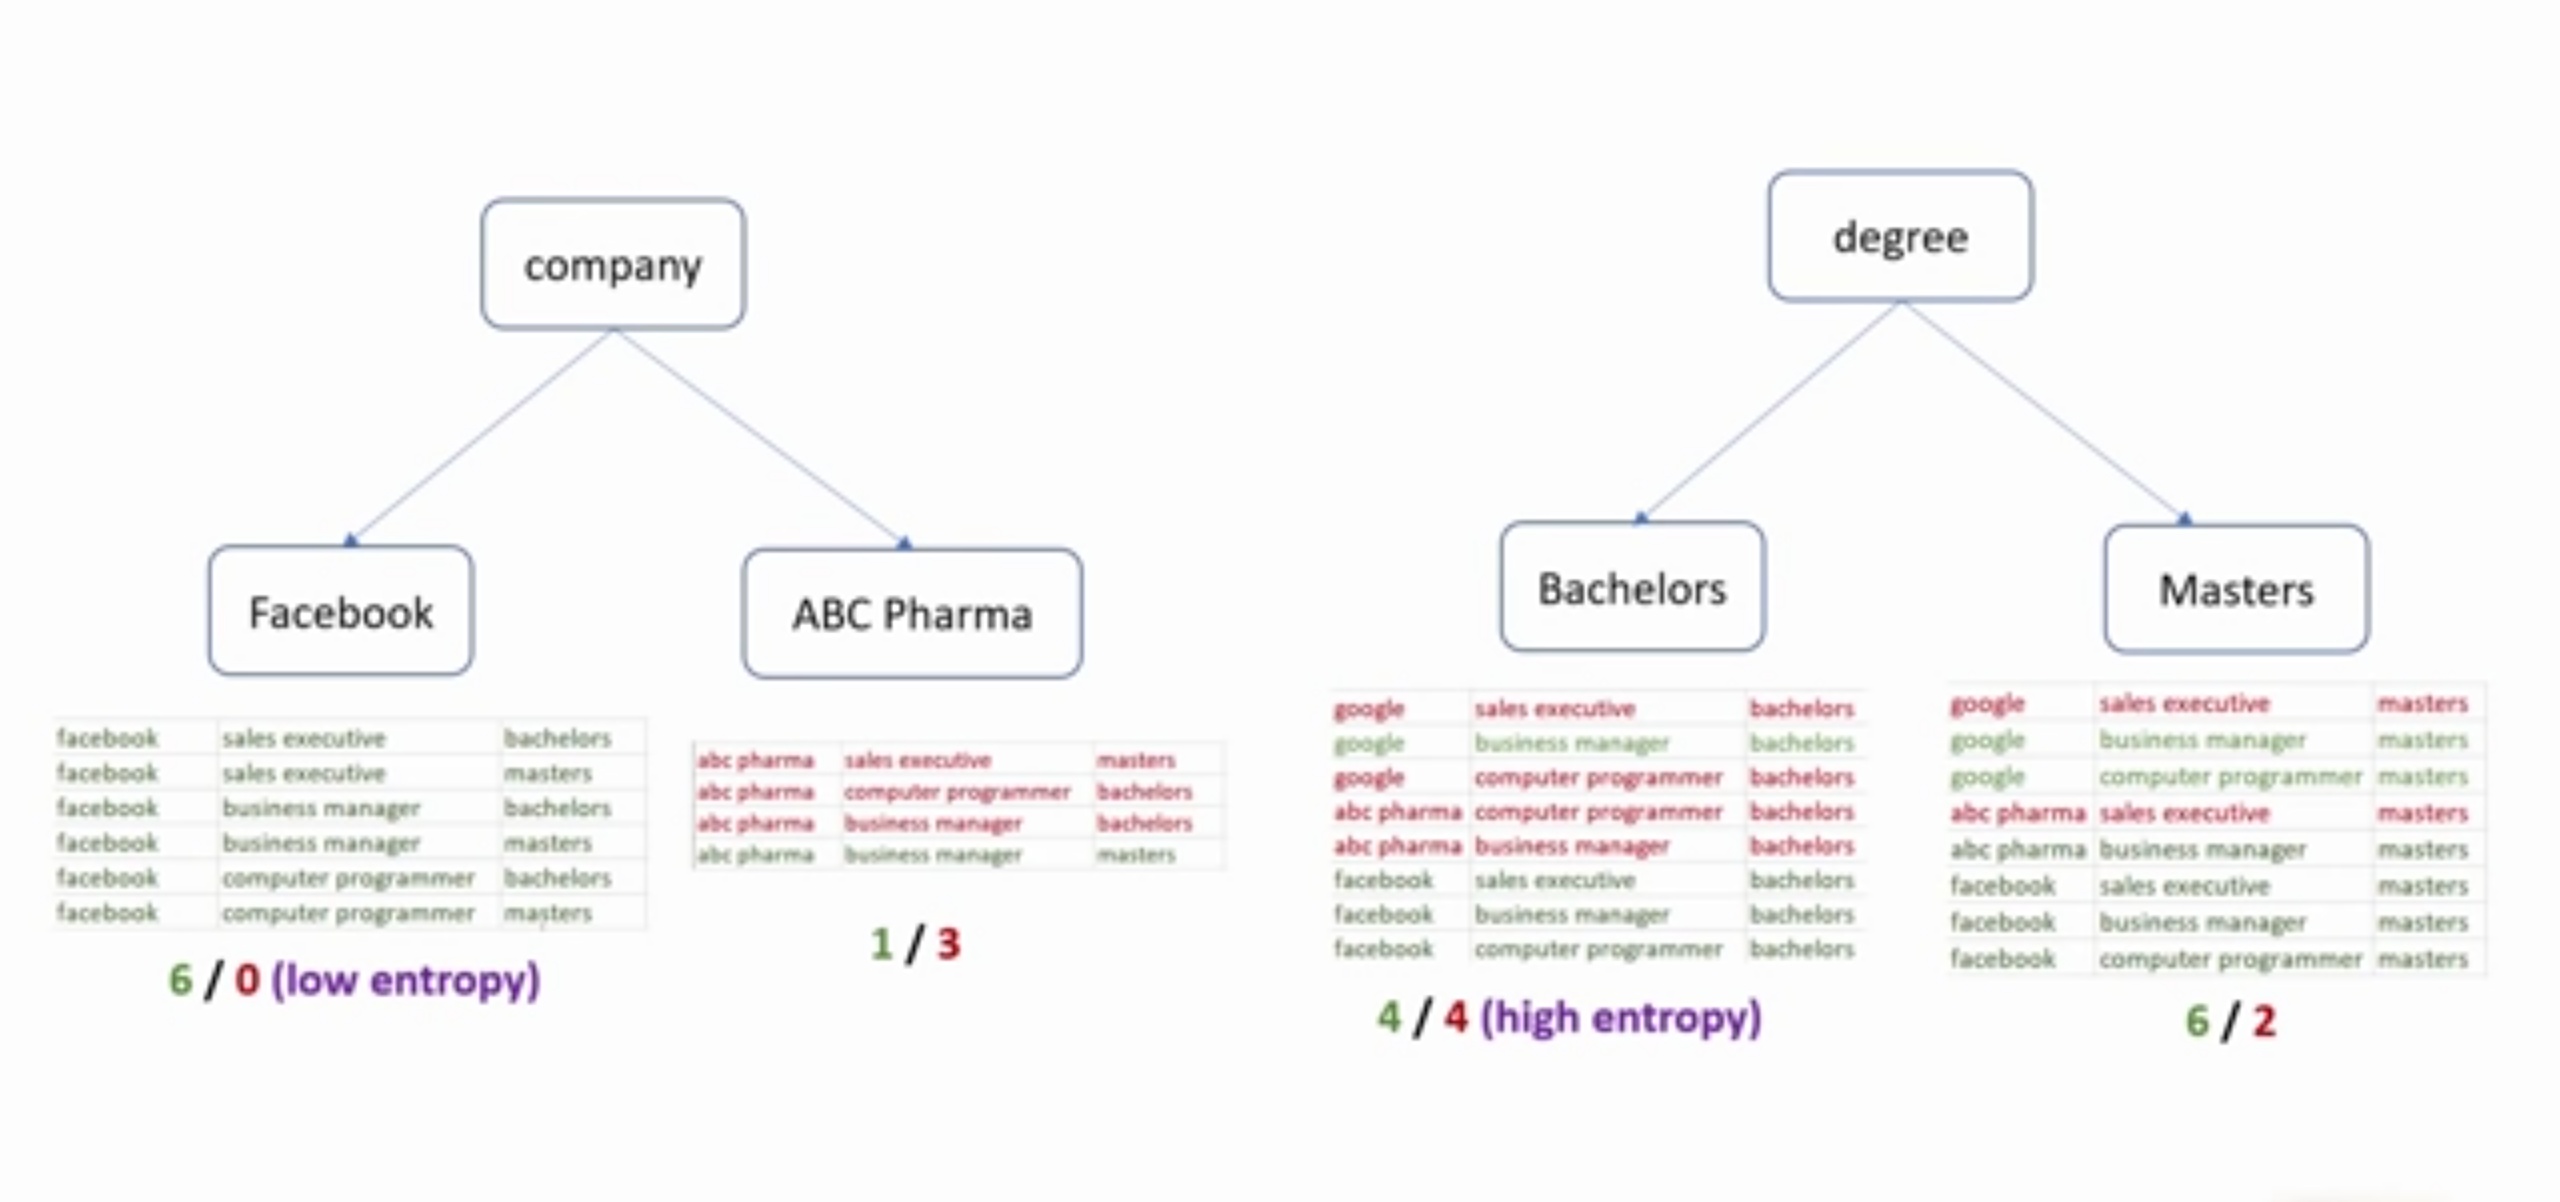 company
Facebook
ABC Pharma
facebook sales executive bachelors
facebook sales executive masters
facebook business manager bachelors
facebook business manager masters
facebook computer programmer bachelors
facebook computer programmer masters
6 / 0 (low entropy)
abc pharma sales executive masters
abc pharma computer programmer bachelors
abc pharma business manager bachelors
abc pharma business manager masters
1 / 3
degree
Bachelors
Masters
google sales executive bachelors
google business manager bachelors
google computer programmer bachelors
abc pharma computer programmer bachelors
abc pharma business manager bachelors
facebook sales executive bachelors
facebook business manager bachelors
facebook computer programmer bachelors
4 / 4 (high entropy)
google sales executive masters
google business manager masters
google computer programmer masters
abc pharma sales executive masters
abc pharma business manager masters
facebook sales executive masters
facebook business manager masters
facebook computer programmer masters
6 / 2